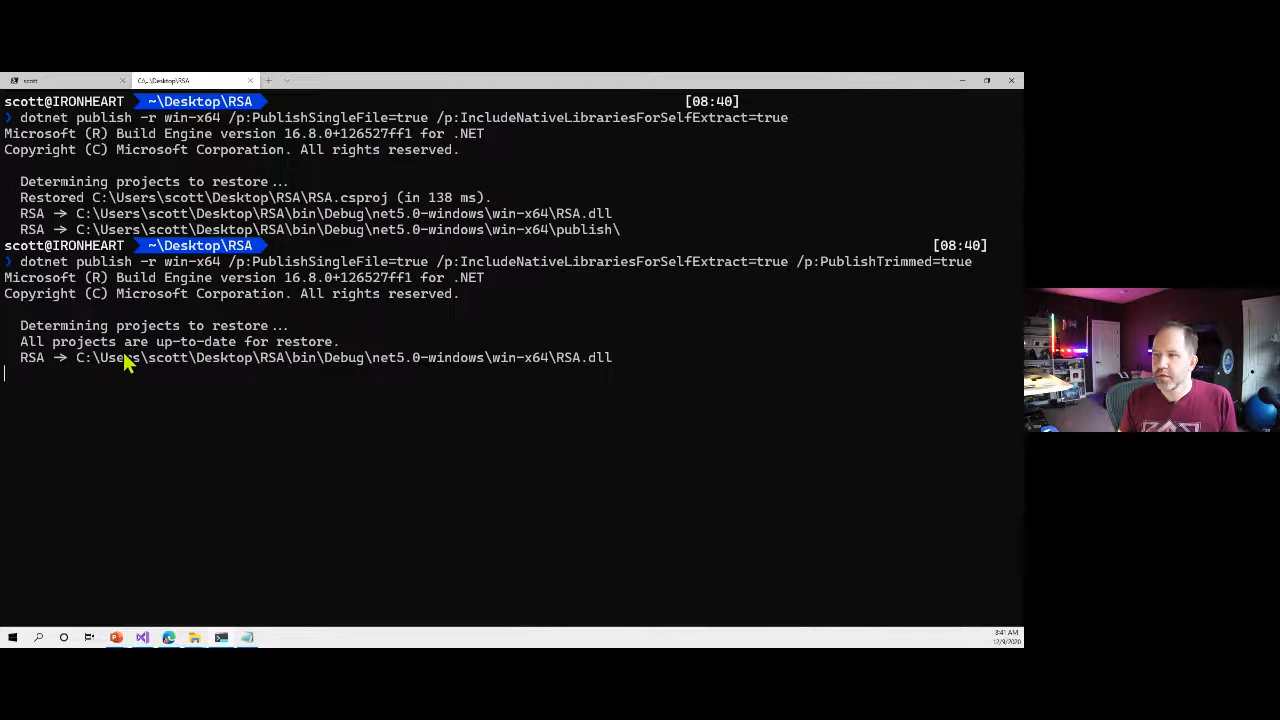 scott
C:\..\Desktop\RSA
scott@IRONHEART ~\Desktop\RSA [08:40]
❯ dotnet publish -r win-x64 /p:PublishSingleFile=true /p:IncludeNativeLibrariesForSelfExtract=true
Microsoft (R) Build Engine version 16.8.0+126527ff1 for .NET
Copyright (C) Microsoft Corporation. All rights reserved.
Determining projects to restore...
Restored C:\Users\scott\Desktop\RSA\RSA.csproj (in 138 ms).
RSA -> C:\Users\scott\Desktop\RSA\bin\Debug\net5.0-windows\win-x64\RSA.dll
RSA -> C:\Users\scott\Desktop\RSA\bin\Debug\net5.0-windows\win-x64\publish\
scott@IRONHEART ~\Desktop\RSA [08:40]
❯ dotnet publish -r win-x64 /p:PublishSingleFile=true /p:IncludeNativeLibrariesForSelfExtract=true /p:PublishTrimmed=true
Microsoft (R) Build Engine version 16.8.0+126527ff1 for .NET
Copyright (C) Microsoft Corporation. All rights reserved.
Determining projects to restore...
All projects are up-to-date for restore.
RSA -> C:\Users\scott\Desktop\RSA\bin\Debug\net5.0-windows\win-x64\RSA.dll
8:41 AM
12/9/2020